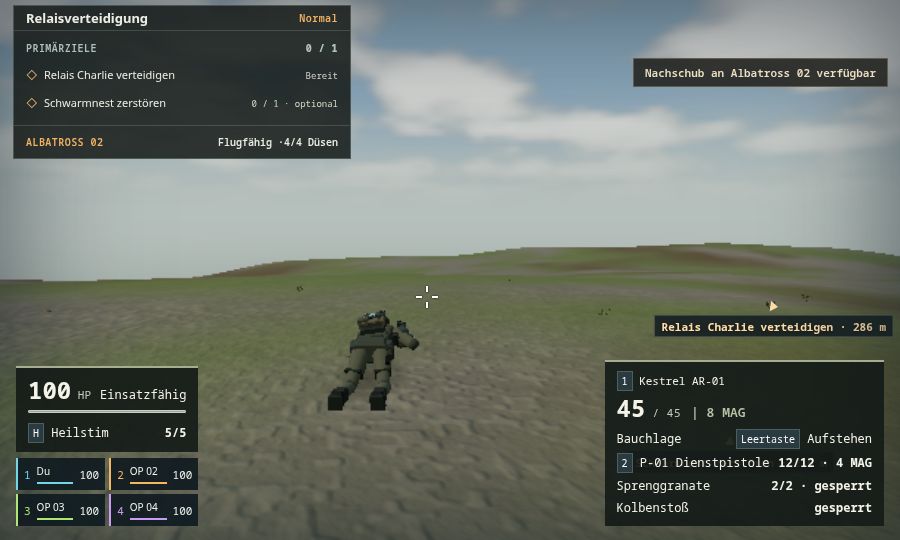 Relaisverteidigung Normal
PRIMÄRZIELE 0 / 1
Relais Charlie verteidigen Bereit
Schwarmnest zerstören 0 / 1 · optional
ALBATROSS 02 Flugfähig ·4/4 Düsen
Nachschub an Albatross 02 verfügbar
Relais Charlie verteidigen · 286 m
100 HP Einsatzfähig
H Heilstim 5/5
1 Du 100 2 OP 02 100
3 OP 03 100 4 OP 04 100
1 Kestrel AR-01
45 / 45 | 8 MAG
Bauchlage Leertaste Aufstehen
2 P-01 Dienstpistole 12/12 · 4 MAG
Sprenggranate 2/2 · gesperrt
Kolbenstoß gesperrt